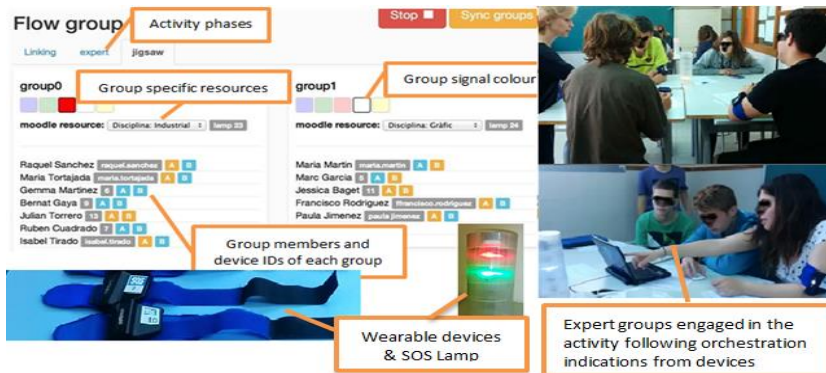 Flow group
Activity phases
Stop
Sync groups
Linking
expert
jigsaw
group0
Group specific resources
moodle resource: Disciplina: Industrial lamp 23
Raquel Sanchez raquel.sanchez A B
Maria Tortajada maria.tortajada A B
Gemma Martinez 6 A B
Bernat Gaya 9 A B
Julian Torrero 13 A B
Ruben Cuadrado 7 A B
Isabel Tirado isabel.tirado A B
group1
Group signal colour
moodle resource: Disciplina: Gràfic lamp 24
Maria Martin maria.martin A B
Marc Garcia 5 A B
Jessica Baget 11 A B
Francisco Rodriguez ffrancisco.rodriguez A B
Paula Jimenez paula jimenez A B
Group members and
device IDs of each group
SOS
Wearable devices
& SOS Lamp
Expert groups engaged in the
activity following orchestration
indications from devices